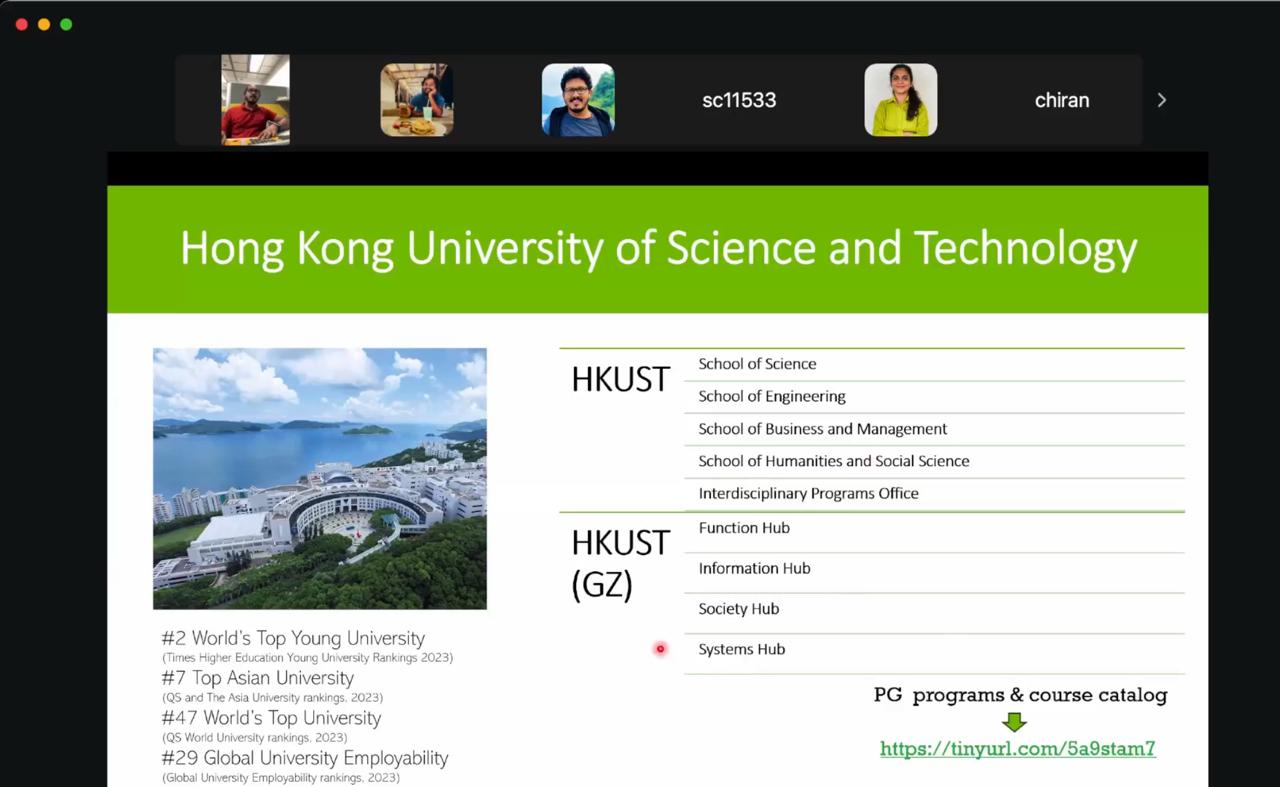 sc11533
chiran
Hong Kong University of Science and Technology
HKUST
School of Science
School of Engineering
School of Business and Management
School of Humanities and Social Science
Interdisciplinary Programs Office
HKUST
(GZ)
Function Hub
Information Hub
Society Hub
Systems Hub
#2 World's Top Young University
(Times Higher Education Young University Rankings 2023)
#7 Top Asian University
(QS and The Asia University rankings, 2023)
#47 World's Top University
(QS World University rankings, 2023)
#29 Global University Employability
(Global University Employability rankings, 2023)
PG programs & course catalog
https://tinyurl.com/5a9stam7